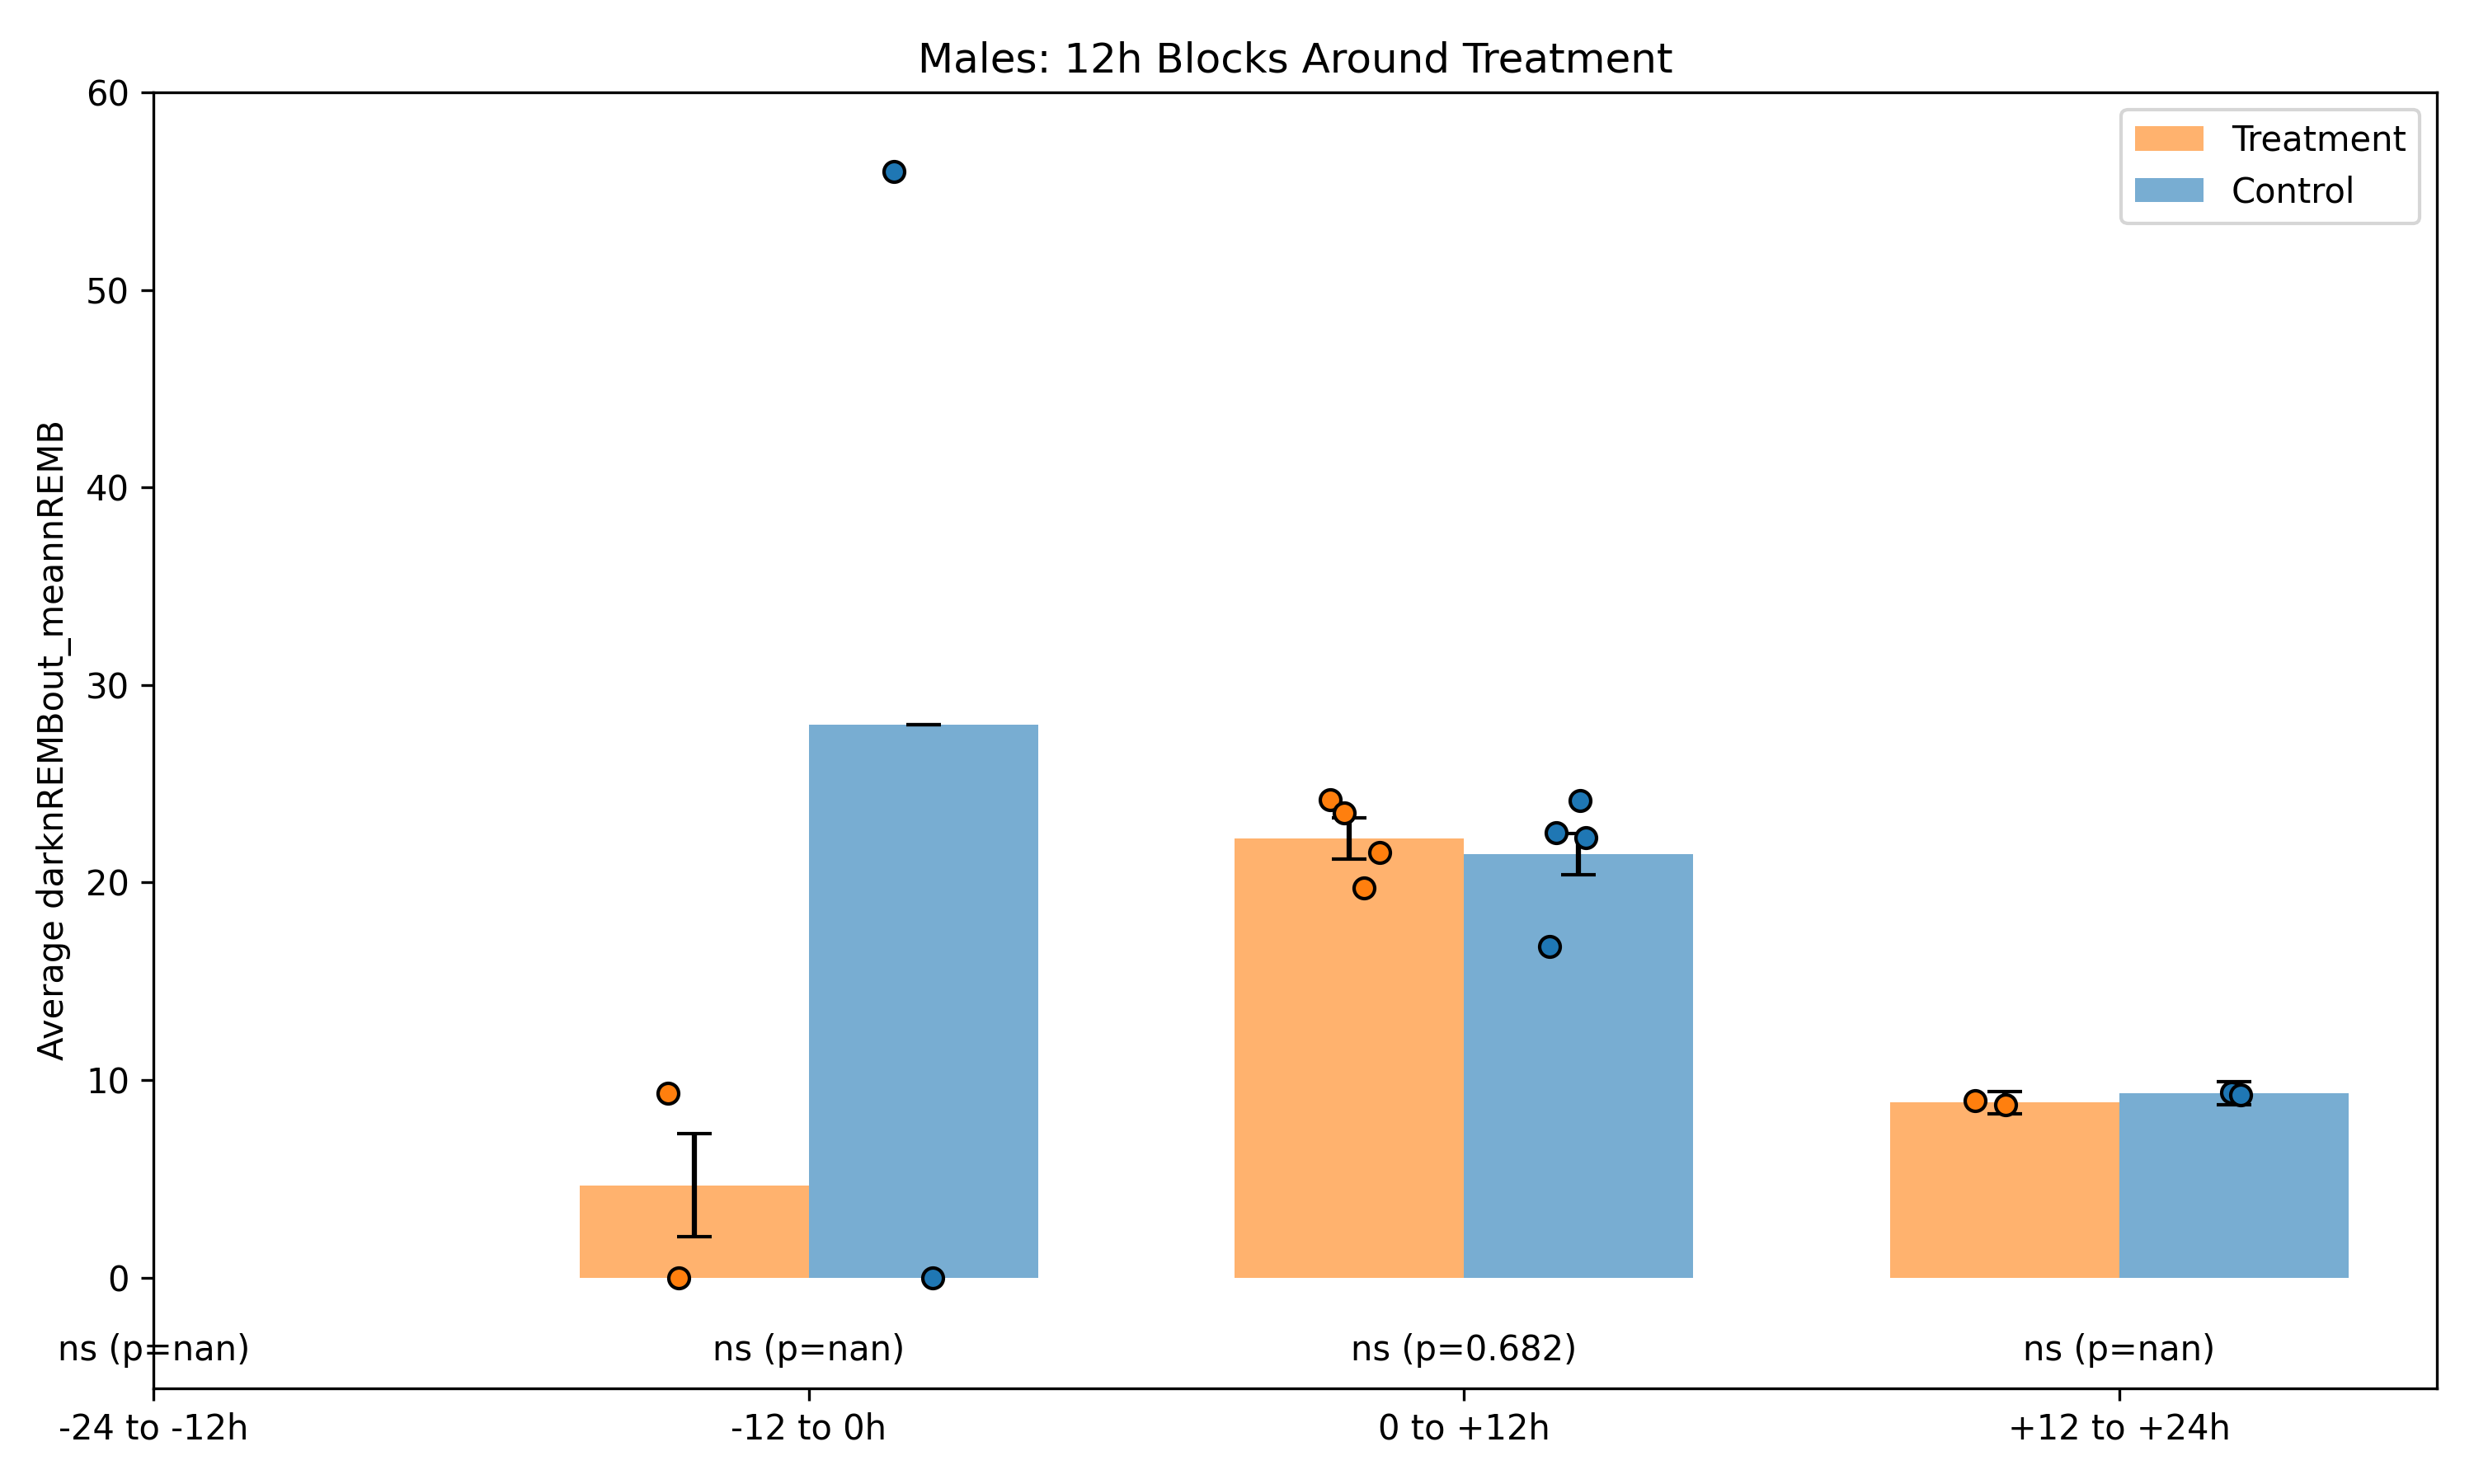 Males: 12h Blocks Around Treatment
60
50
40
30
20
10
0
Average darknREMBout_meannREMB
Treatment
Control
ns (p=nan)
ns (p=nan)
ns (p=0.682)
ns (p=nan)
-24 to -12h
-12 to 0h
0 to +12h
+12 to +24h